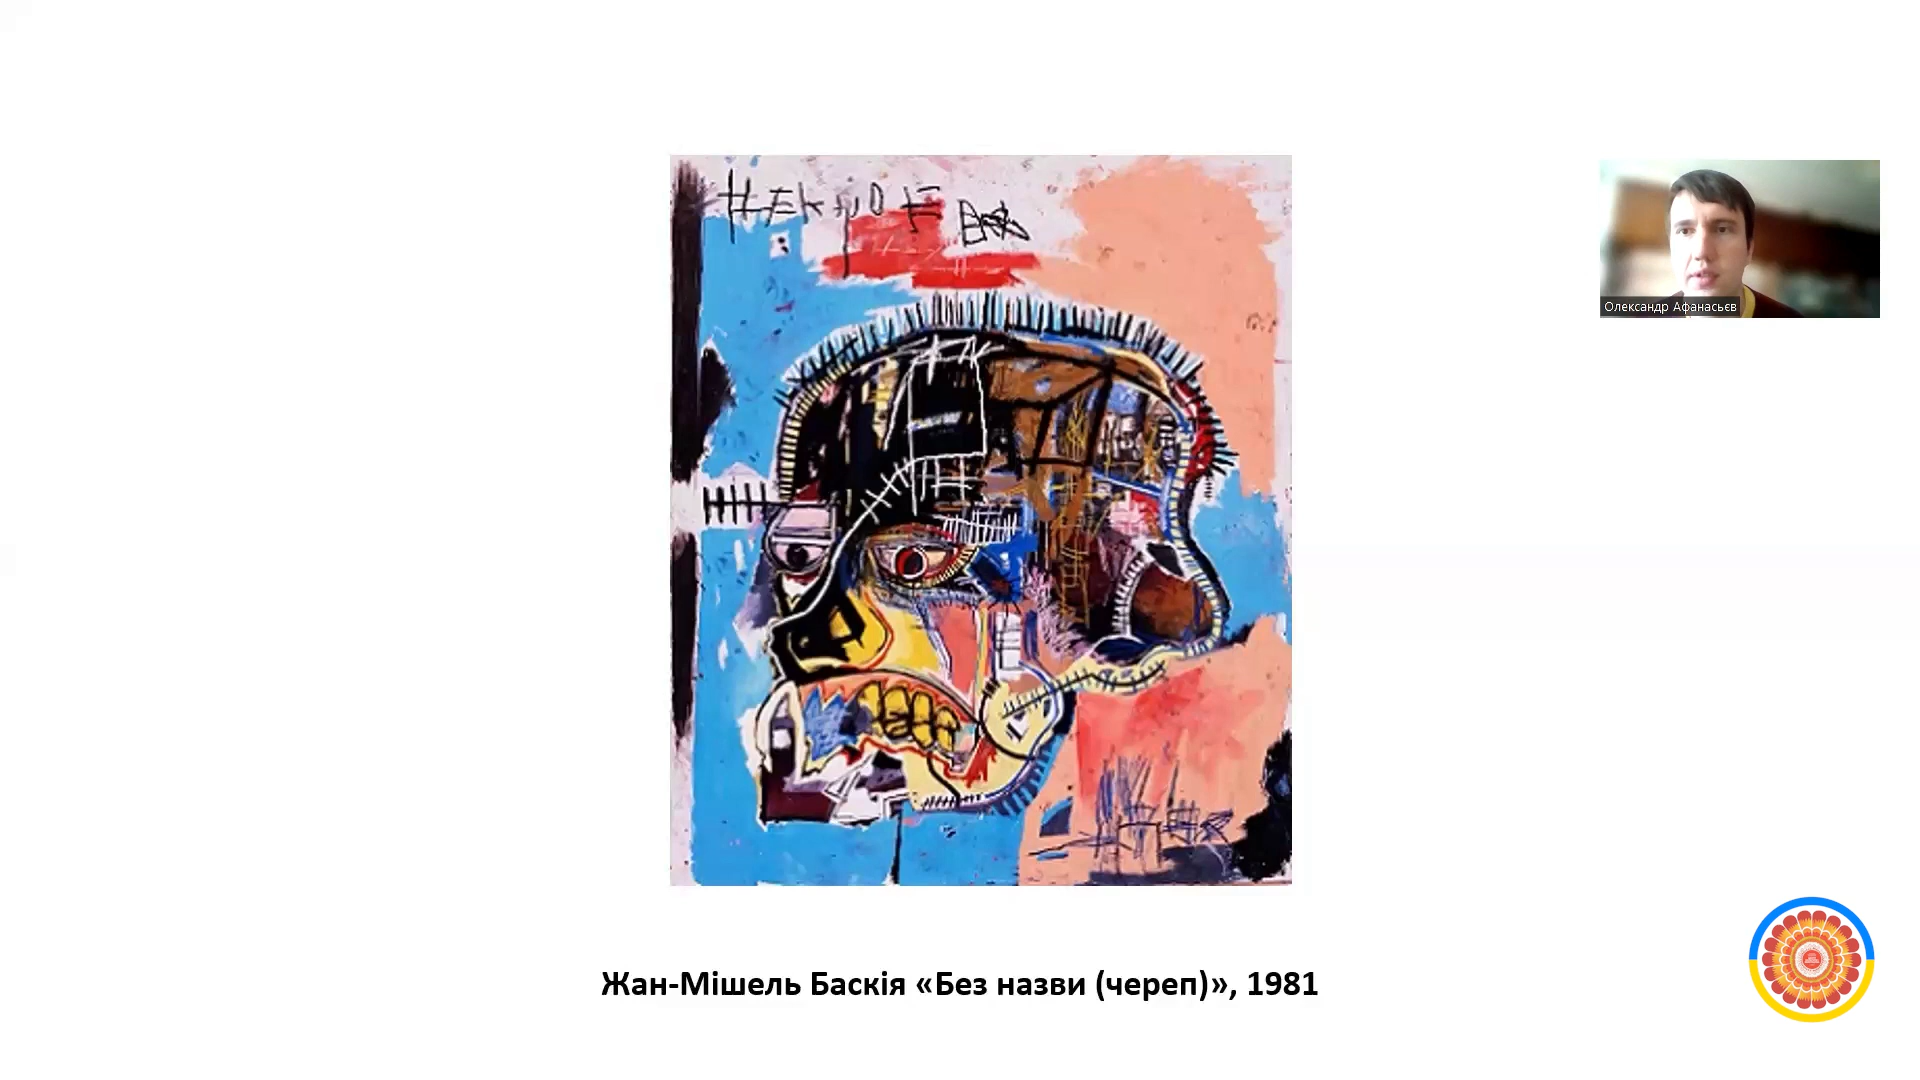 Олександр Афанасьєв
Жан-Мішель Баскія «Без назви (череп)», 1981